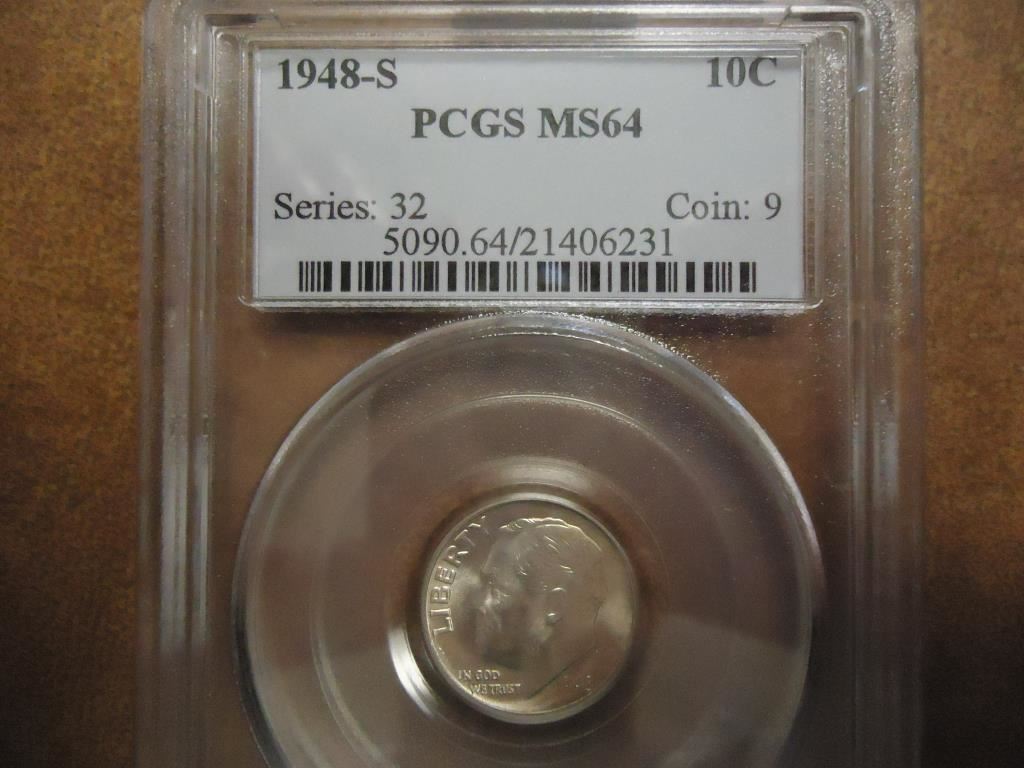 1948-S 10C
PCGS MS64
Series: 32 Coin: 9
5090.64/21406231
LIBERTY
IN GOD
WE TRUST